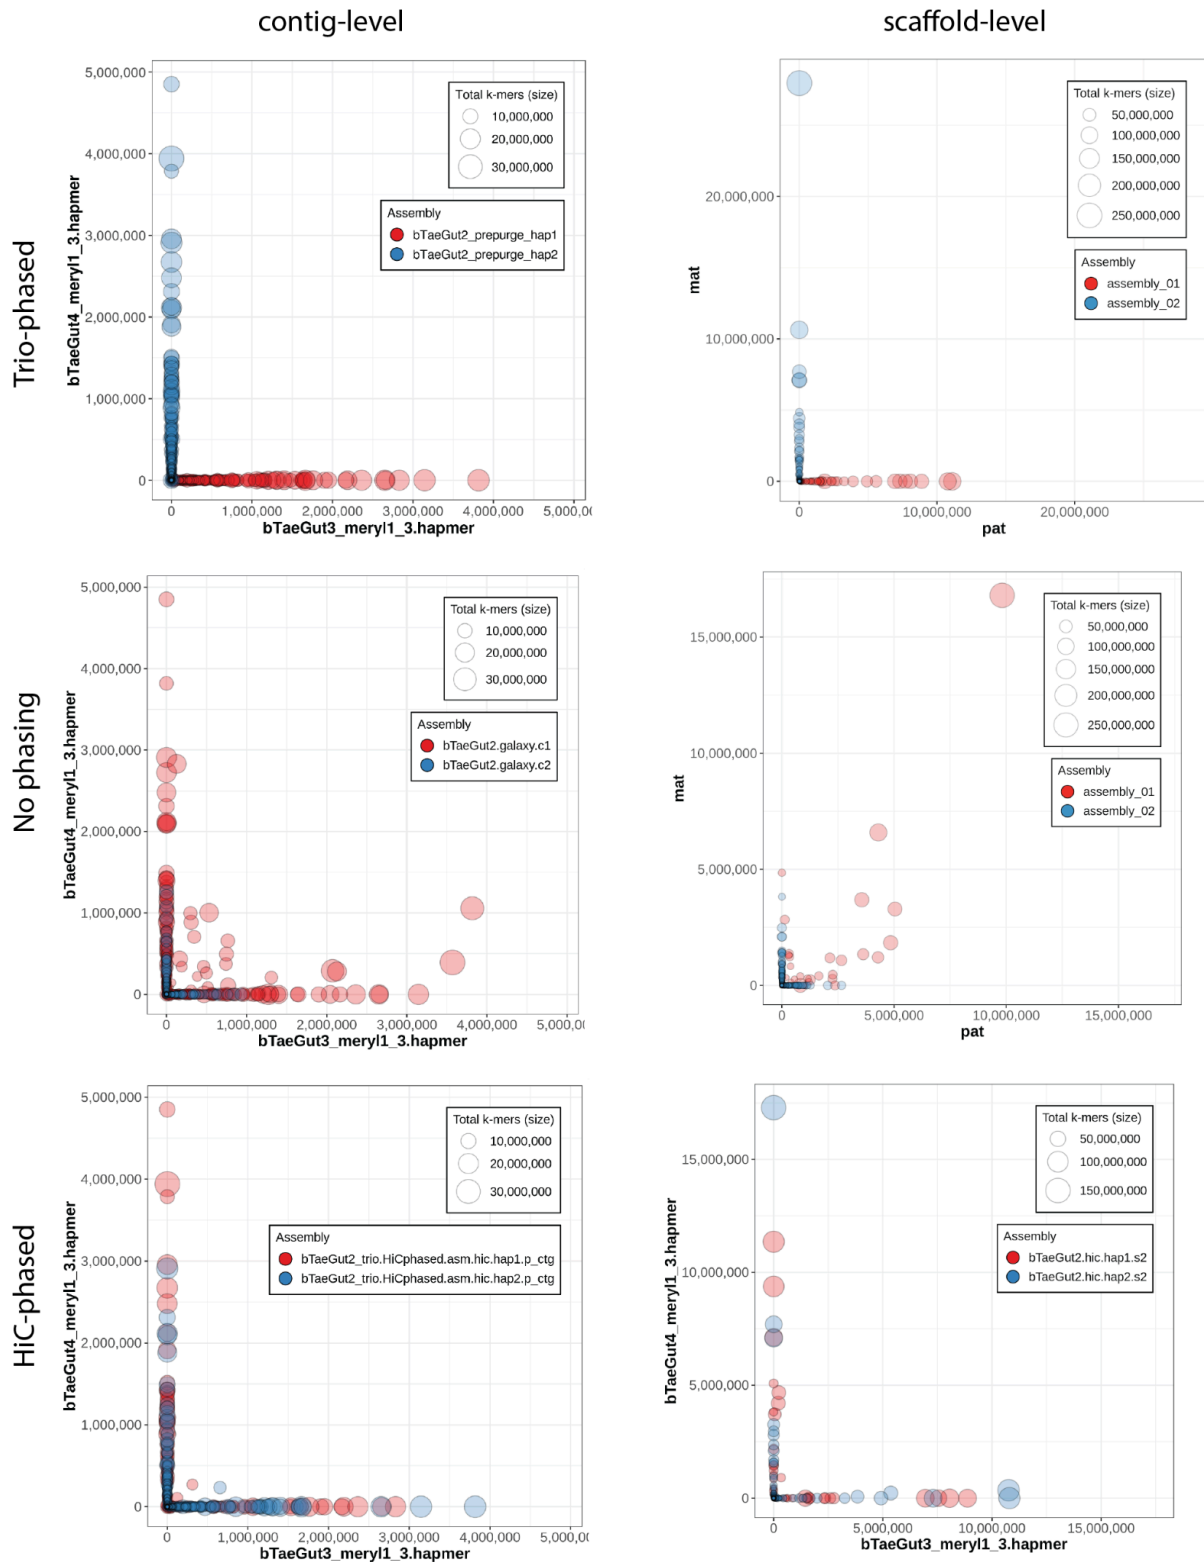 contig-level
scaffold-level
Trio-phased
bTaeGut4_meryl1_3.hapmer
5,000,000
4,000,000
3,000,000
2,000,000
1,000,000
0
Total k-mers (size)
10,000,000
20,000,000
30,000,000
Assembly
bTaeGut2_prepurge_hap1
bTaeGut2_prepurge_hap2
0
1,000,000
2,000,000
3,000,000
4,000,000
bTaeGut3_meryl1_3.hapmer
mat
20,000,000
10,000,000
0
Total k-mers (size)
50,000,000
100,000,000
150,000,000
200,000,000
250,000,000
Assembly
assembly_01
assembly_02
0
10,000,000
20,000,000
pat
No phasing
bTaeGut4_meryl1_3.hapmer
5,000,000
4,000,000
3,000,000
2,000,000
1,000,000
0
Total k-mers (size)
10,000,000
20,000,000
30,000,000
Assembly
bTaeGut2.galaxy.c1
bTaeGut2.galaxy.c2
0
1,000,000
2,000,000
3,000,000
4,000,000
bTaeGut3_meryl1_3.hapmer
mat
15,000,000
10,000,000
5,000,000
0
Total k-mers (size)
50,000,000
100,000,000
150,000,000
200,000,000
250,000,000
Assembly
assembly_01
assembly_02
0
5,000,000
10,000,000
15,000,000
pat
HiC-phased
bTaeGut4_meryl1_3.hapmer
5,000,000
4,000,000
3,000,000
2,000,000
1,000,000
0
Total k-mers (size)
10,000,000
20,000,000
30,000,000
Assembly
bTaeGut2_trio.HiCphased.asm.hic.hap1.p_ctg
bTaeGut2_trio.HiCphased.asm.hic.hap2.p_ctg
0
1,000,000
2,000,000
3,000,000
4,000,000
bTaeGut3_meryl1_3.hapmer
bTaeGut4_meryl1_3.hapmer
15,000,000
10,000,000
5,000,000
0
Total k-mers (size)
50,000,000
100,000,000
150,000,000
Assembly
bTaeGut2.hic.hap1.s2
bTaeGut2.hic.hap2.s2
0
5,000,000
10,000,000
15,000,000
bTaeGut3_meryl1_3.hapmer